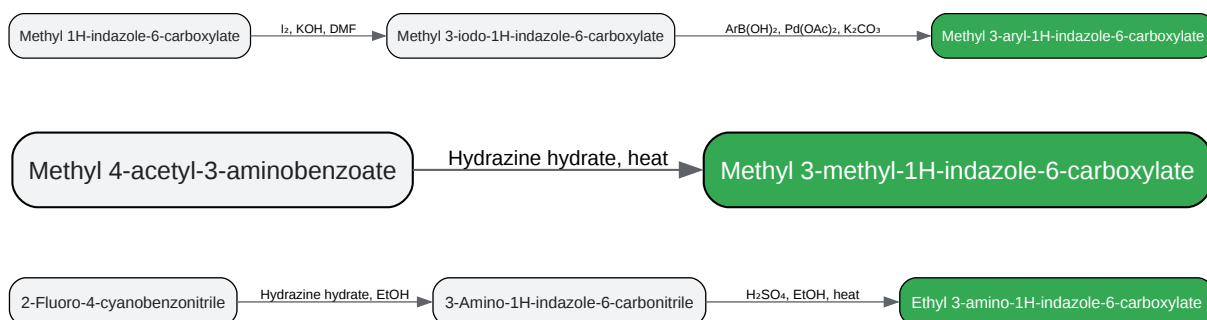 Methyl 1H-indazole-6-carboxylate
I₂, KOH, DMF
Methyl 3-iodo-1H-indazole-6-carboxylate
ArB(OH)₂, Pd(OAc)₂, K₂CO₃
Methyl 3-aryl-1H-indazole-6-carboxylate
Methyl 4-acetyl-3-aminobenzoate
Hydrazine hydrate, heat
Methyl 3-methyl-1H-indazole-6-carboxylate
2-Fluoro-4-cyanobenzonitrile
Hydrazine hydrate, EtOH
3-Amino-1H-indazole-6-carbonitrile
H₂SO₄, EtOH, heat
Ethyl 3-amino-1H-indazole-6-carboxylate